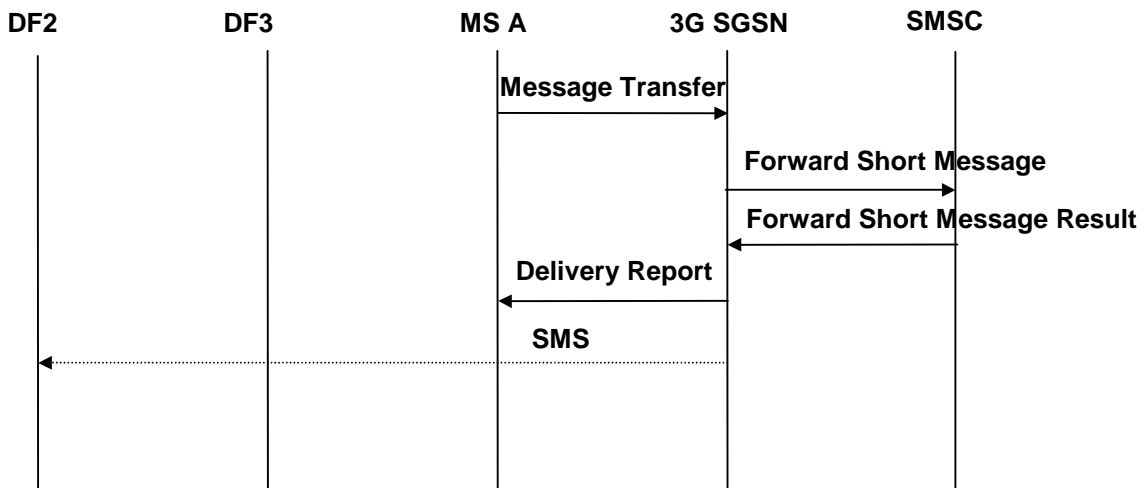 DF2 DF3 MS A 3G SGSN SMSC
Message Transfer
Forward Short Message
Forward Short Message Result
Delivery Report
SMS